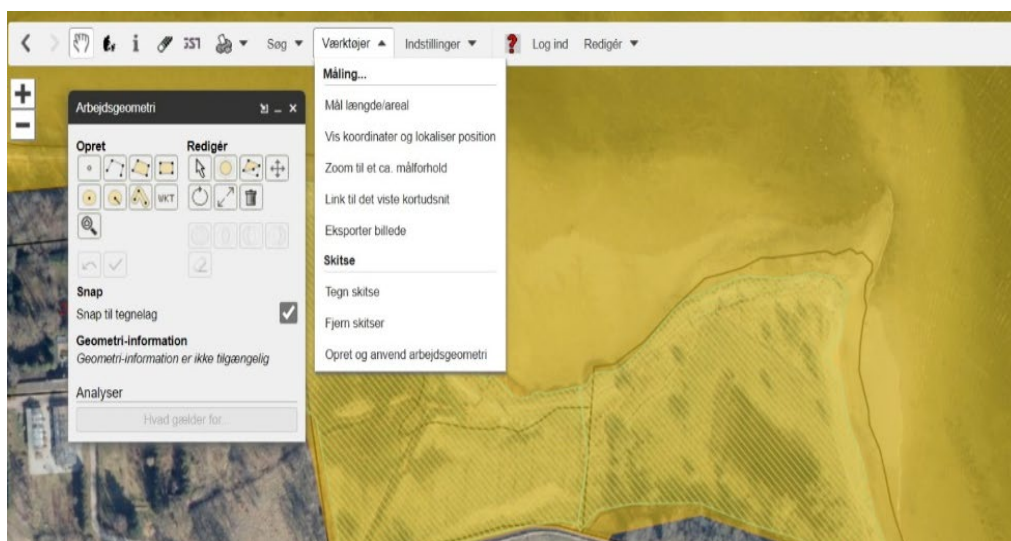 Søg
Værktøjer
Indstillinger
Log ind
Redigér
Måling...
Mål længde/areal
Vis koordinater og lokaliser position
Zoom til et ca. målforhold
Link til det viste kortudsnit
Eksporter billede
Skitse
Tegn skitse
Fjern skitser
Opret og anvend arbejdsgeometri
Arbejdsgeometri
Opret
Redigér
WKT
Snap
Snap til tegnelag
Geometri-information
Geometri-information er ikke tilgængelig
Analyser
Hvad gælder for...